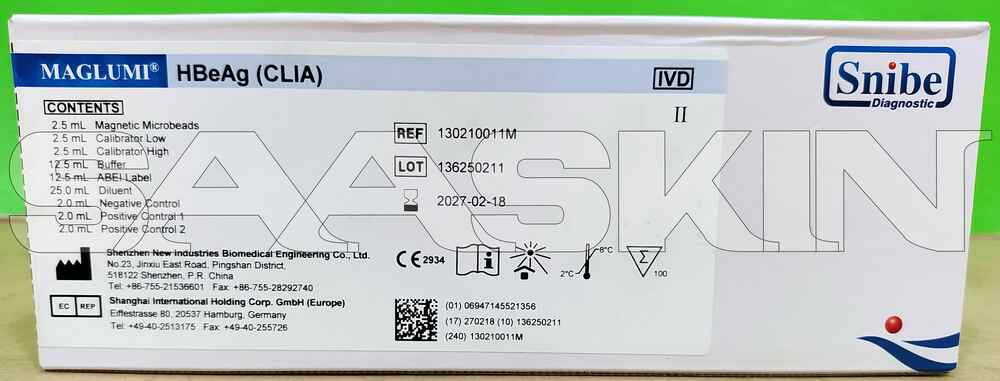 MAGLUMI® HBeAg (CLIA)
IVD
Snibe
Diagnostic
II
CONTENTS
2.5 mL Magnetic Microbeads
2.5 mL Calibrator Low
2.5 mL Calibrator High
12.5 mL Buffer
12.5 mL ABEI Label
25.0 mL Diluent
2.0 mL Negative Control
2.0 mL Positive Control 1
2.0 mL Positive Control 2
REF 130210011M
LOT 136250211
2027-02-18
SAASKIN
Shenzhen New Industries Biomedical Engineering Co., Ltd.
No.23, Jinxiu East Road, Pingshan District,
518122 Shenzhen, P.R. China
Tel: +86-755-21536601 Fax: +86-755-28292740
CE 2934
i
2°C
8°C
Σ
100
EC REP
Shanghai International Holding Corp. GmbH (Europe)
Eiffestrasse 80, 20537 Hamburg, Germany
Tel: +49-40-2513175 Fax: +49-40-255726
(01) 06947145521356
(17) 270218 (10) 136250211
(240) 130210011M